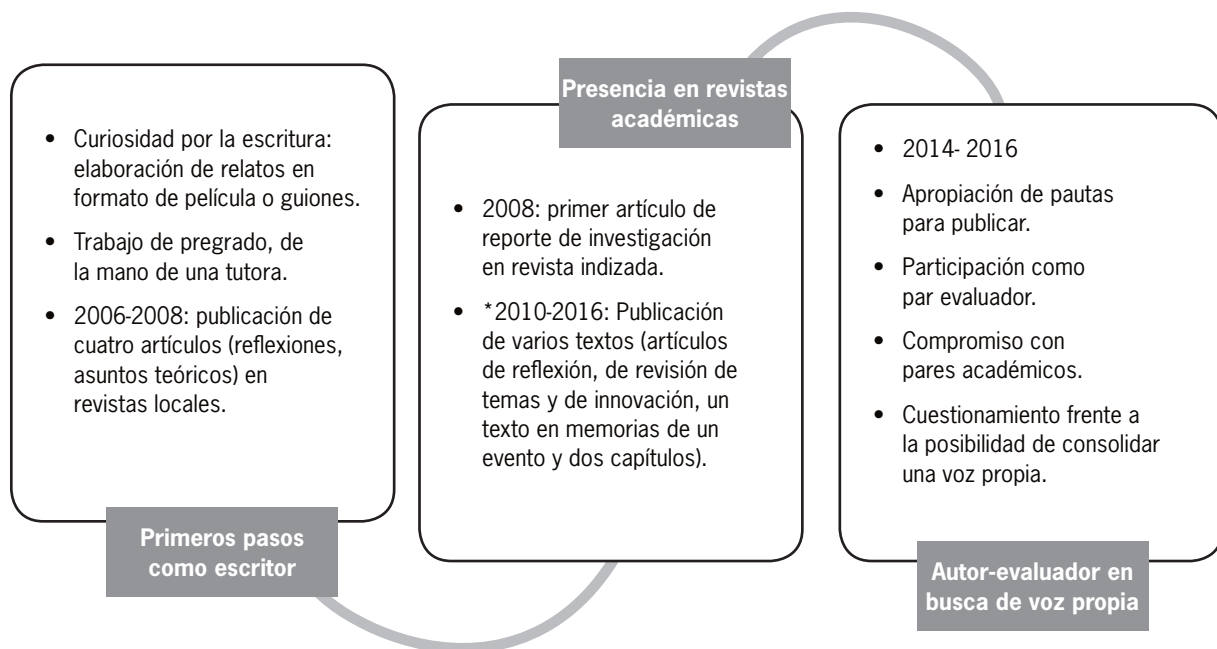 • Curiosidad por la escritura:
elaboración de relatos en
formato de película o guiones.
• Trabajo de pregrado, de
la mano de una tutora.
• 2006-2008: publicación de
cuatro artículos (reflexiones,
asuntos teóricos) en
revistas locales.
Primeros pasos
como escritor
Presencia en revistas
académicas
• 2008: primer artículo de
reporte de investigación
en revista indizada.
• *2010-2016: Publicación
de varios textos (artículos
de reflexión, de revisión de
temas y de innovación, un
texto en memorias de un
evento y dos capítulos).
• 2014- 2016
• Apropiación de pautas
para publicar.
• Participación como
par evaluador.
• Compromiso con
pares académicos.
• Cuestionamiento frente a
la posibilidad de consolidar
una voz propia.
Autor-evaluador en
busca de voz propia